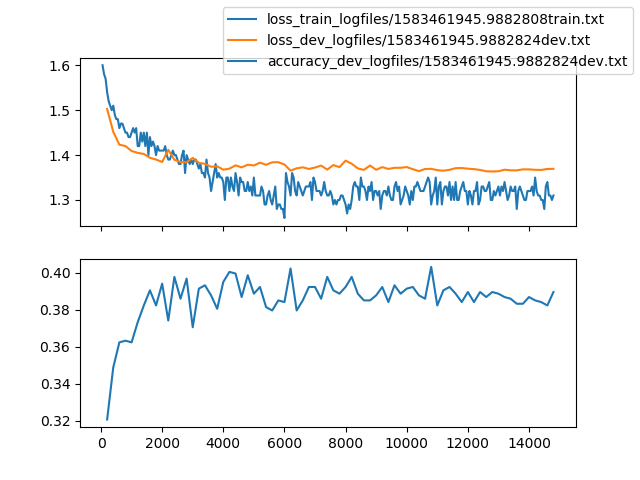 loss_train_logfiles/1583461945.9882808train.txt
loss_dev_logfiles/1583461945.9882824dev.txt
accuracy_dev_logfiles/1583461945.9882824dev.txt
1.6
1.5
1.4
1.3
0.40
0.38
0.36
0.34
0.32
0 2000 4000 6000 8000 10000 12000 14000